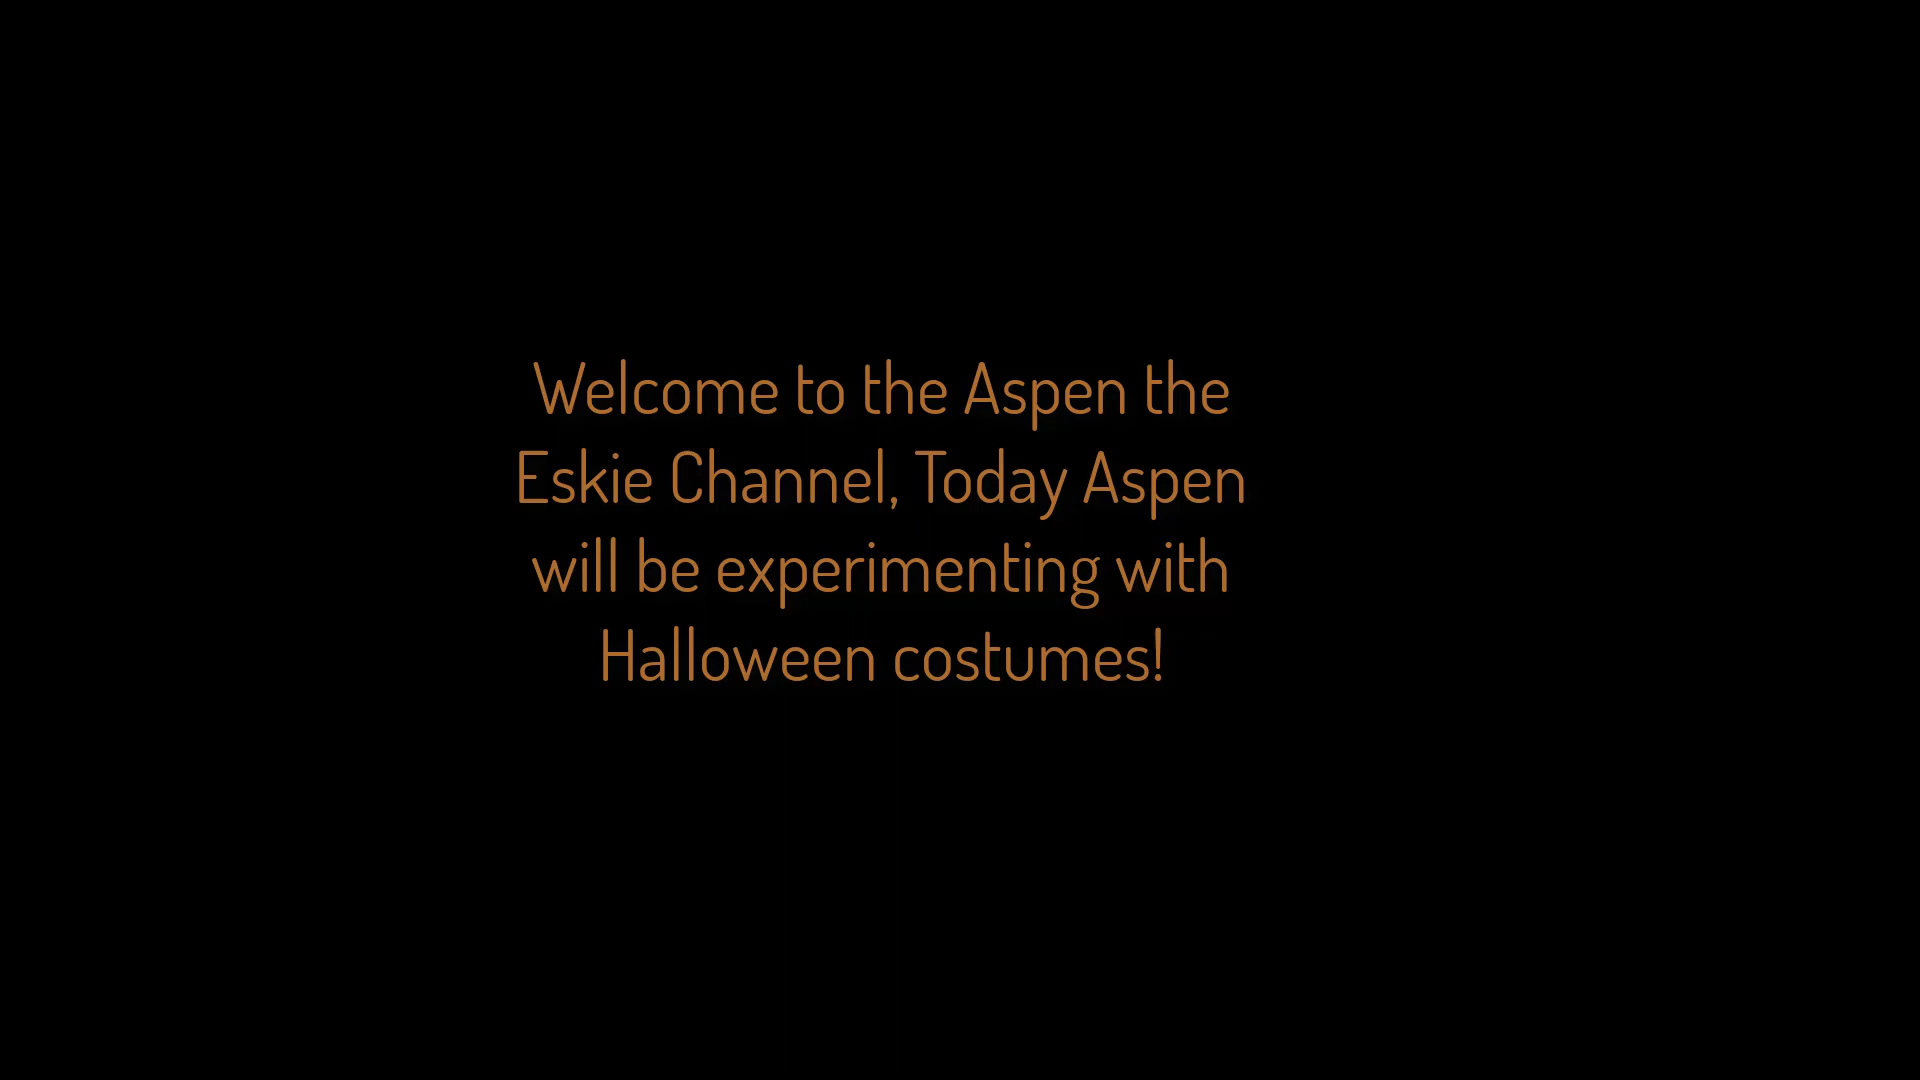 Welcome to the Aspen the
Eskie Channel, Today Aspen
will be experimenting with
Halloween costumes!